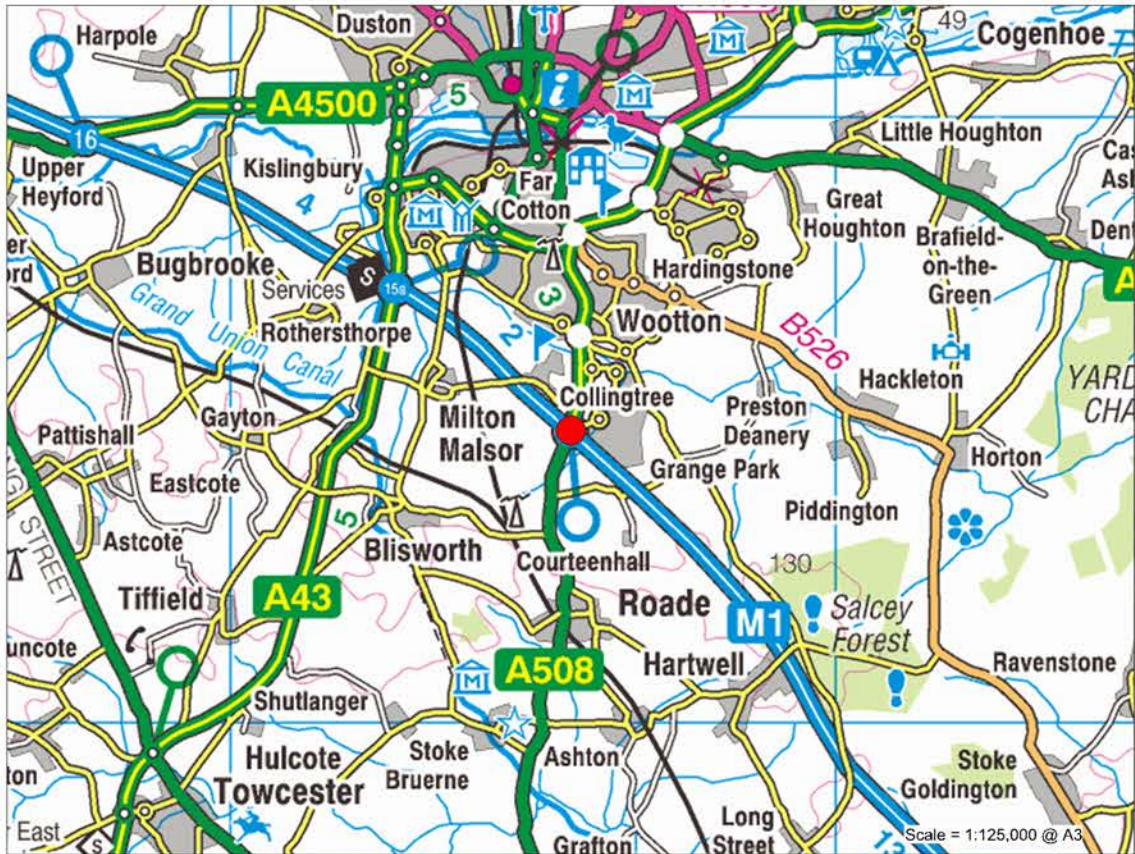 Harpole
Duston
49
Cogenhoe
A4500
5
i
M
M
16
Little Houghton
Upper
Heyford
Kislingbury
4
Far
Cotton
Great
Houghton
M
Brafield-
on-the-
Green
Bugbrooke
Services
S
15a
Hardingstone
Rothersthorpe
3
Wootton
2
B526
Grand Union Canal
Hackleton
Collingtree
Gayton
Milton
Malsor
Preston
Deanery
Pattishall
Horton
Grange Park
Eastcote
Piddington
5
Astcote
STREET
Blisworth
Courteenhall
130
Tiffield
A43
Roade
M1
Salcey
Forest
A508
Hartwell
Ravenstone
M
Shutlanger
Hulcote
Towcester
Stoke
Bruerne
Ashton
Stoke
Goldington
East
S
Grafton
Long
Street
13
Scale = 1:125,000 @ A3